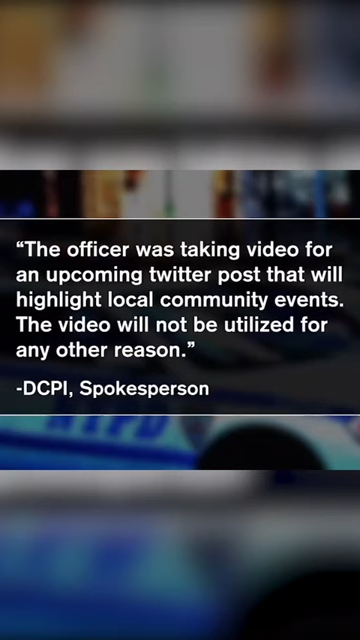 “The officer was taking video for
an upcoming twitter post that will
highlight local community events.
The video will not be utilized for
any other reason.”
-DCPI, Spokesperson
NYPD